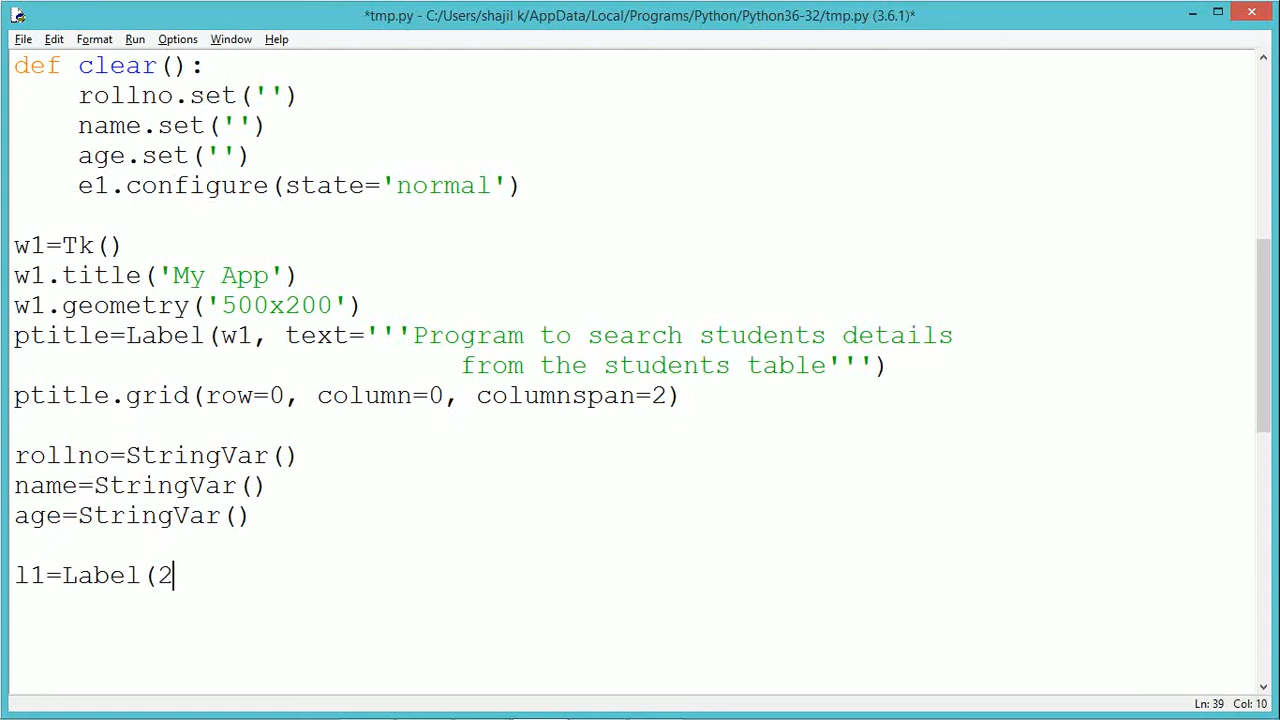 *tmp.py - C:/Users/shajil k/AppData/Local/Programs/Python/Python36-32/tmp.py (3.6.1)*
File Edit Format Run Options Window Help
def clear():
    rollno.set('')
    name.set('')
    age.set('')
    e1.configure(state='normal')
w1=Tk()
w1.title('My App')
w1.geometry('500x200')
ptitle=Label(w1, text='''Program to search students details
                            from the students table''')
ptitle.grid(row=0, column=0, columnspan=2)
rollno=StringVar()
name=StringVar()
age=StringVar()
l1=Label(2
Ln: 39 Col: 10